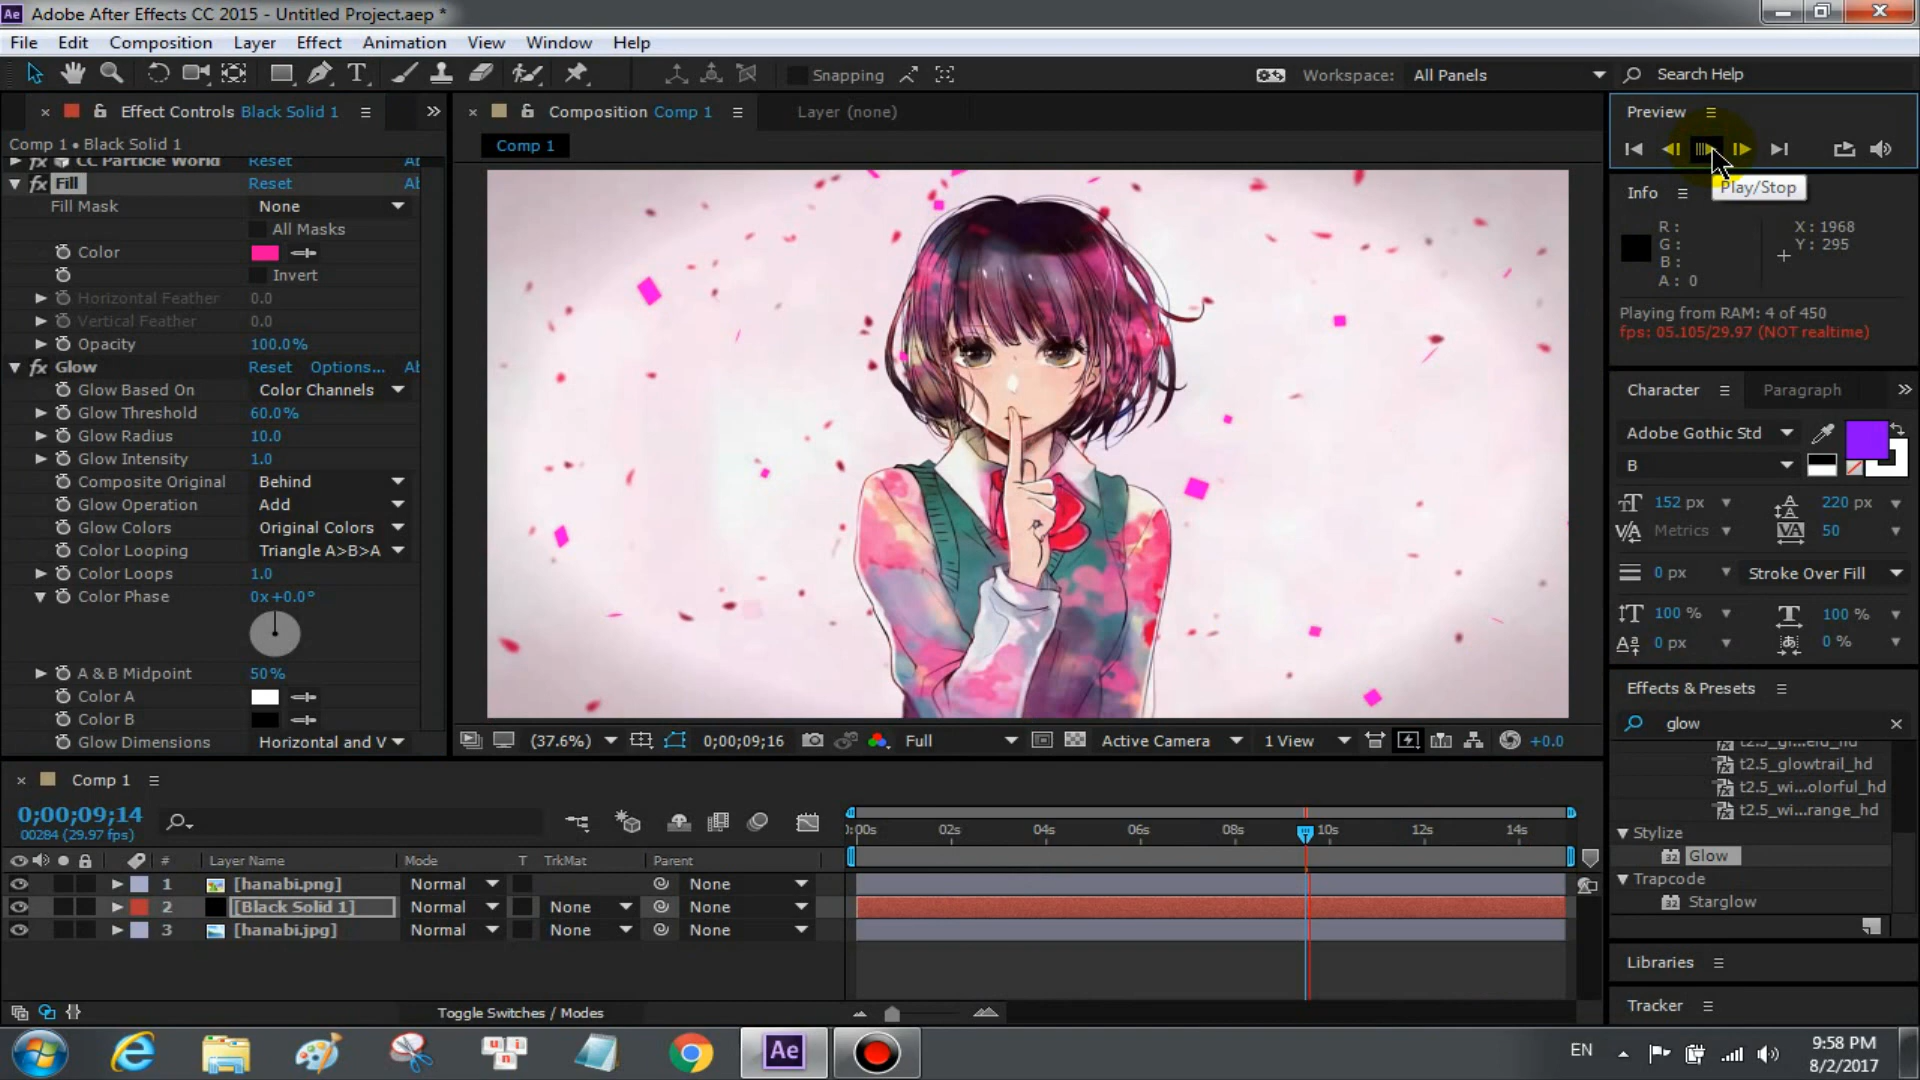 Adobe After Effects CC 2015 - Untitled Project.aep *
File Edit Composition Layer Effect Animation View Window Help
Snapping
Workspace: All Panels
Search Help
Effect Controls Black Solid 1
Composition Comp 1
Layer (none)
Preview
Comp 1 • Black Solid 1
Comp 1
CC Particle World Reset
Fill Reset
Play/Stop
Info
Fill Mask None
All Masks
Color
Invert
Horizontal Feather 0.0
Vertical Feather 0.0
Opacity 100.0%
R :
G :
B :
A : 0
X : 1968
Y : 295
Playing from RAM: 4 of 450
fps: 05.105/29.97 (NOT realtime)
Glow Reset Options...
Glow Based On Color Channels
Glow Threshold 60.0%
Glow Radius 10.0
Glow Intensity 1.0
Composite Original Behind
Glow Operation Add
Glow Colors Original Colors
Color Looping Triangle A>B>A
Color Loops 1.0
Color Phase 0x+0.0°
A & B Midpoint 50%
Color A
Color B
Glow Dimensions Horizontal and V
Character Paragraph
Adobe Gothic Std
B
152 px 220 px
Metrics 50
0 px Stroke Over Fill
100 % 100 %
0 px 0 %
Effects & Presets
glow
t2.5_glowtrail_hd
t2.5_wi...olorful_hd
t2.5_wi...range_hd
Stylize
Glow
Trapcode
Starglow
Libraries
Tracker
(37.6%) 0;00;09;16 Full Active Camera 1 View +0.0
Comp 1
0;00;09;14
00284 (29.97 fps)
):00s 02s 04s 06s 08s 10s 12s 14s
# Layer Name Mode T TrkMat Parent
1 [hanabi.png] Normal None
2 [Black Solid 1] Normal None None
3 [hanabi.jpg] Normal None None
Toggle Switches / Modes
Ae
EN
9:58 PM
8/2/2017